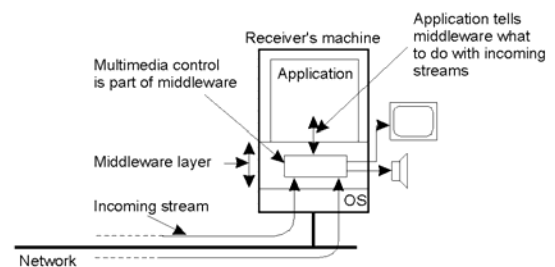 Receiver's machine
Application tells
middleware what
to do with incoming
streams
Multimedia control
is part of middleware
Application
Middleware layer
Incoming stream
OS
Network